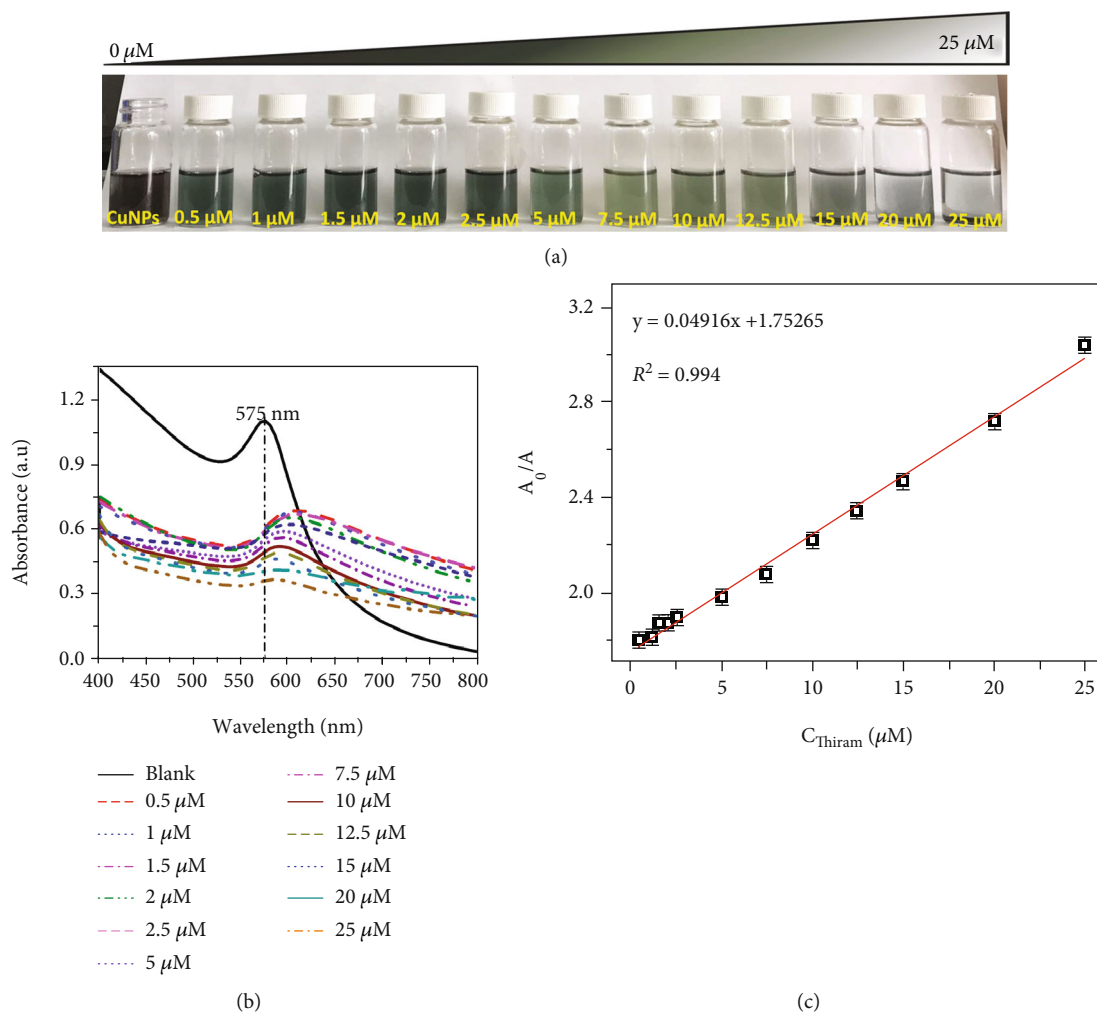 0 μM
25 μM
CuNPs 0.5 μM 1 μM 1.5 μM 2 μM 2.5 μM 5 μM 7.5 μM 10 μM 12.5 μM 15 μM 20 μM 25 μM
(a)
1.2
0.9
0.6
0.3
0.0
Absorbance (a.u)
575 nm
400 450 500 550 600 650 700 750 800
Wavelength (nm)
Blank
0.5 μM
1 μM
1.5 μM
2 μM
2.5 μM
5 μM
7.5 μM
10 μM
12.5 μM
15 μM
20 μM
25 μM
(b)
3.2
2.8
2.4
2.0
A0/A
y = 0.04916x +1.75265
R² = 0.994
0 5 10 15 20 25
CThiram (μM)
(c)